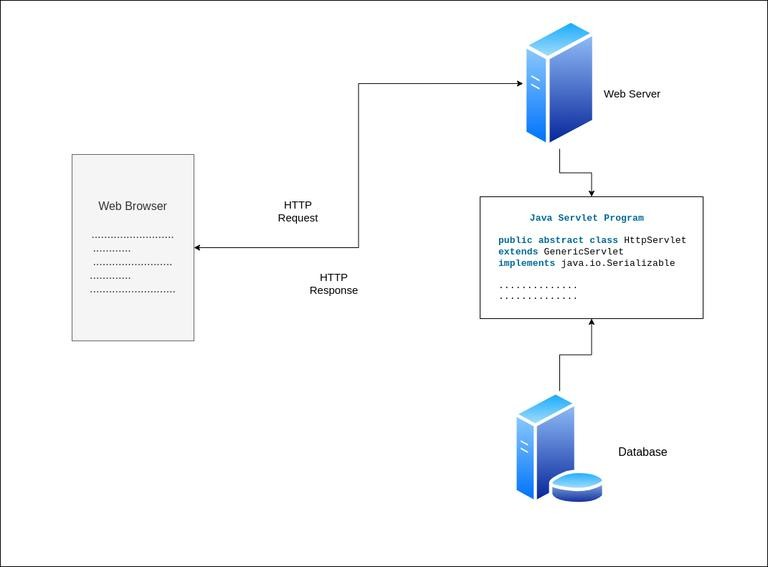 Web Server
Web Browser
........................
............
.......................
............
.........................
HTTP
Request
HTTP
Response
Java Servlet Program
public abstract class HttpServlet
extends GenericServlet
implements java.io.Serializable
..............
..............
Database